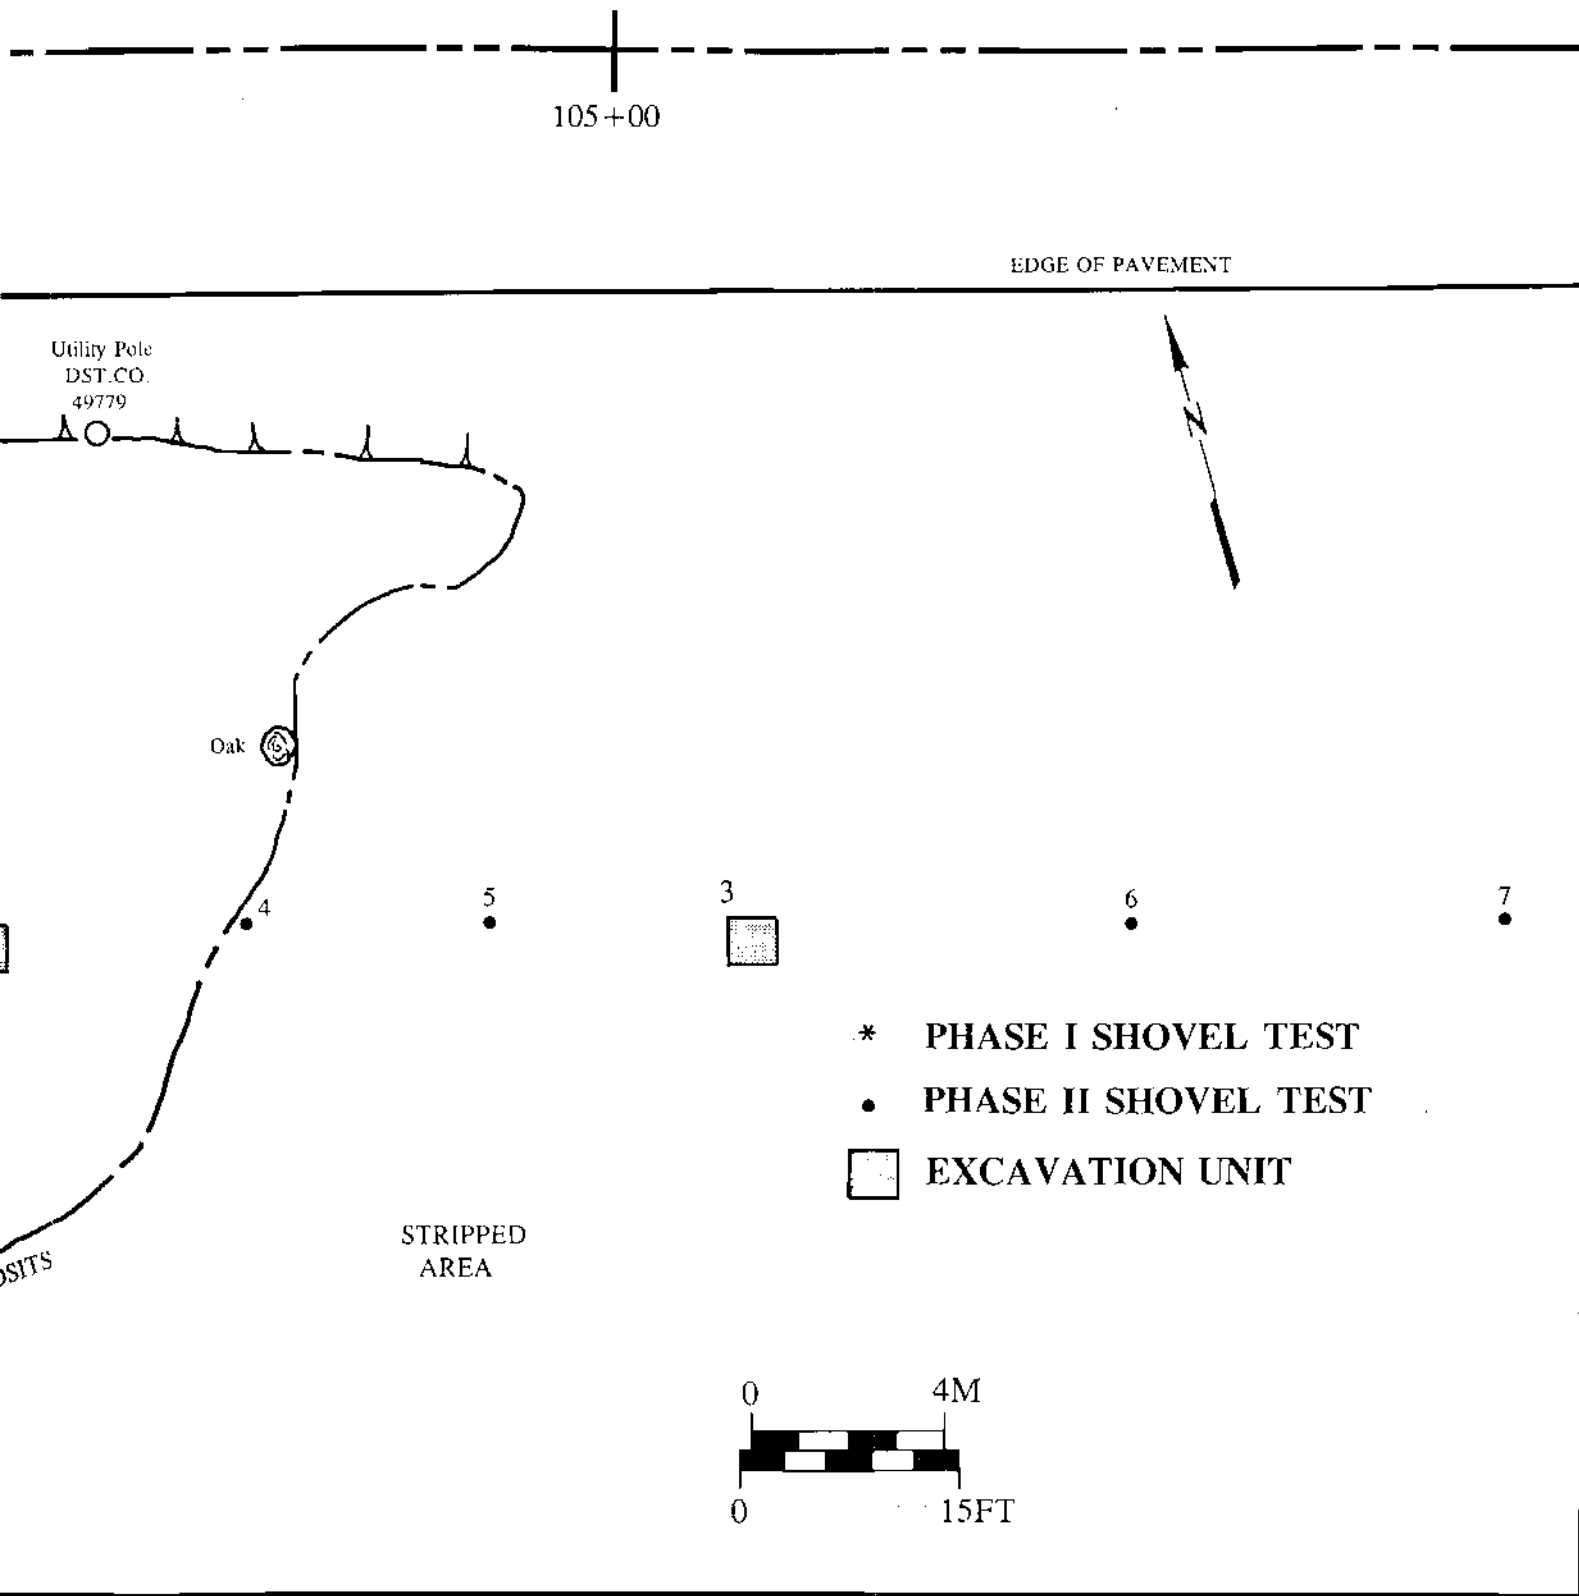 105+00
EDGE OF PAVEMENT
Utility Pole
DST.CO.
49779
Oak
4
5
3
6
7
* PHASE I SHOVEL TEST
● PHASE II SHOVEL TEST
EXCAVATION UNIT
STRIPPED
AREA
OSITS
N
0 4M
0 15FT